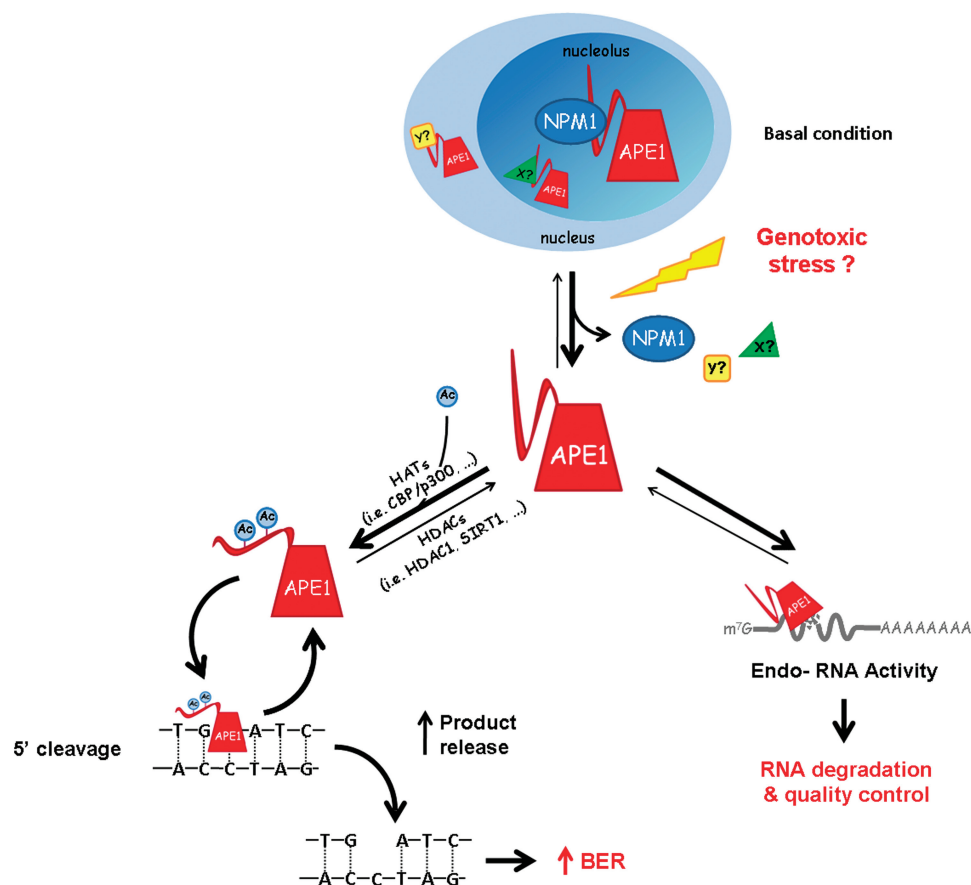 nucleolus
NPM1
APE1
y?
APE1
x?
APE1
nucleus
Basal condition
Genotoxic
stress ?
NPM1
y?
x?
Ac
APE1
HATs
(i.e. CBP/p300, ...)
HDACs
(i.e. HDAC1, SIRT1, ...)
Ac Ac
APE1
APE1
m7G AAAAAAAA
Endo- RNA Activity
RNA degradation
& quality control
Ac Ac
5' cleavage
–T–G APE1 A–T–C–
–A–C–C–T–A–G–
Product
release
–T–G A–T–C–
–A–C–C–T–A–G–
BER